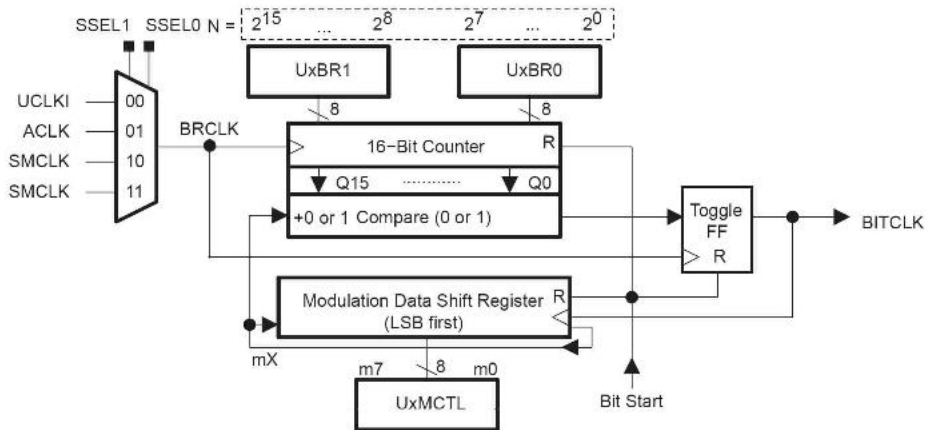 SSEL1 SSEL0 N = 2^15 ... 2^8 2^7 ... 2^0
UxBR1 UxBR0
8 8
UCLKI 00
ACLK 01
SMCLK 10
SMCLK 11
BRCLK
16−Bit Counter R
Q15 ............ Q0
+0 or 1 Compare (0 or 1)
Toggle
FF
R
BITCLK
Modulation Data Shift Register R
(LSB first)
mX
m7 8 m0
UxMCTL
Bit Start